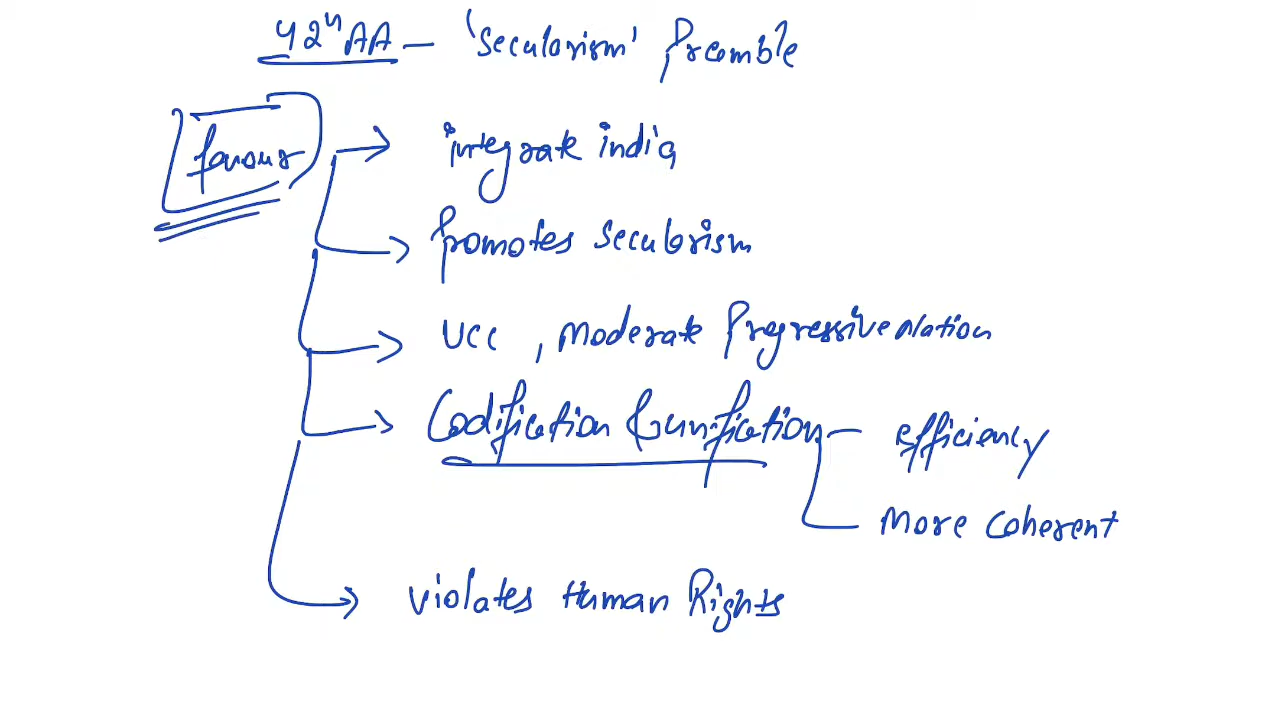 42ⁿ AA — 'Secularism' Preamble
favour
integrate india
Promotes Secularism
UCC, Moderate Progressive Nation
Codification & unification — efficiency
More Coherent
violates Human Rights